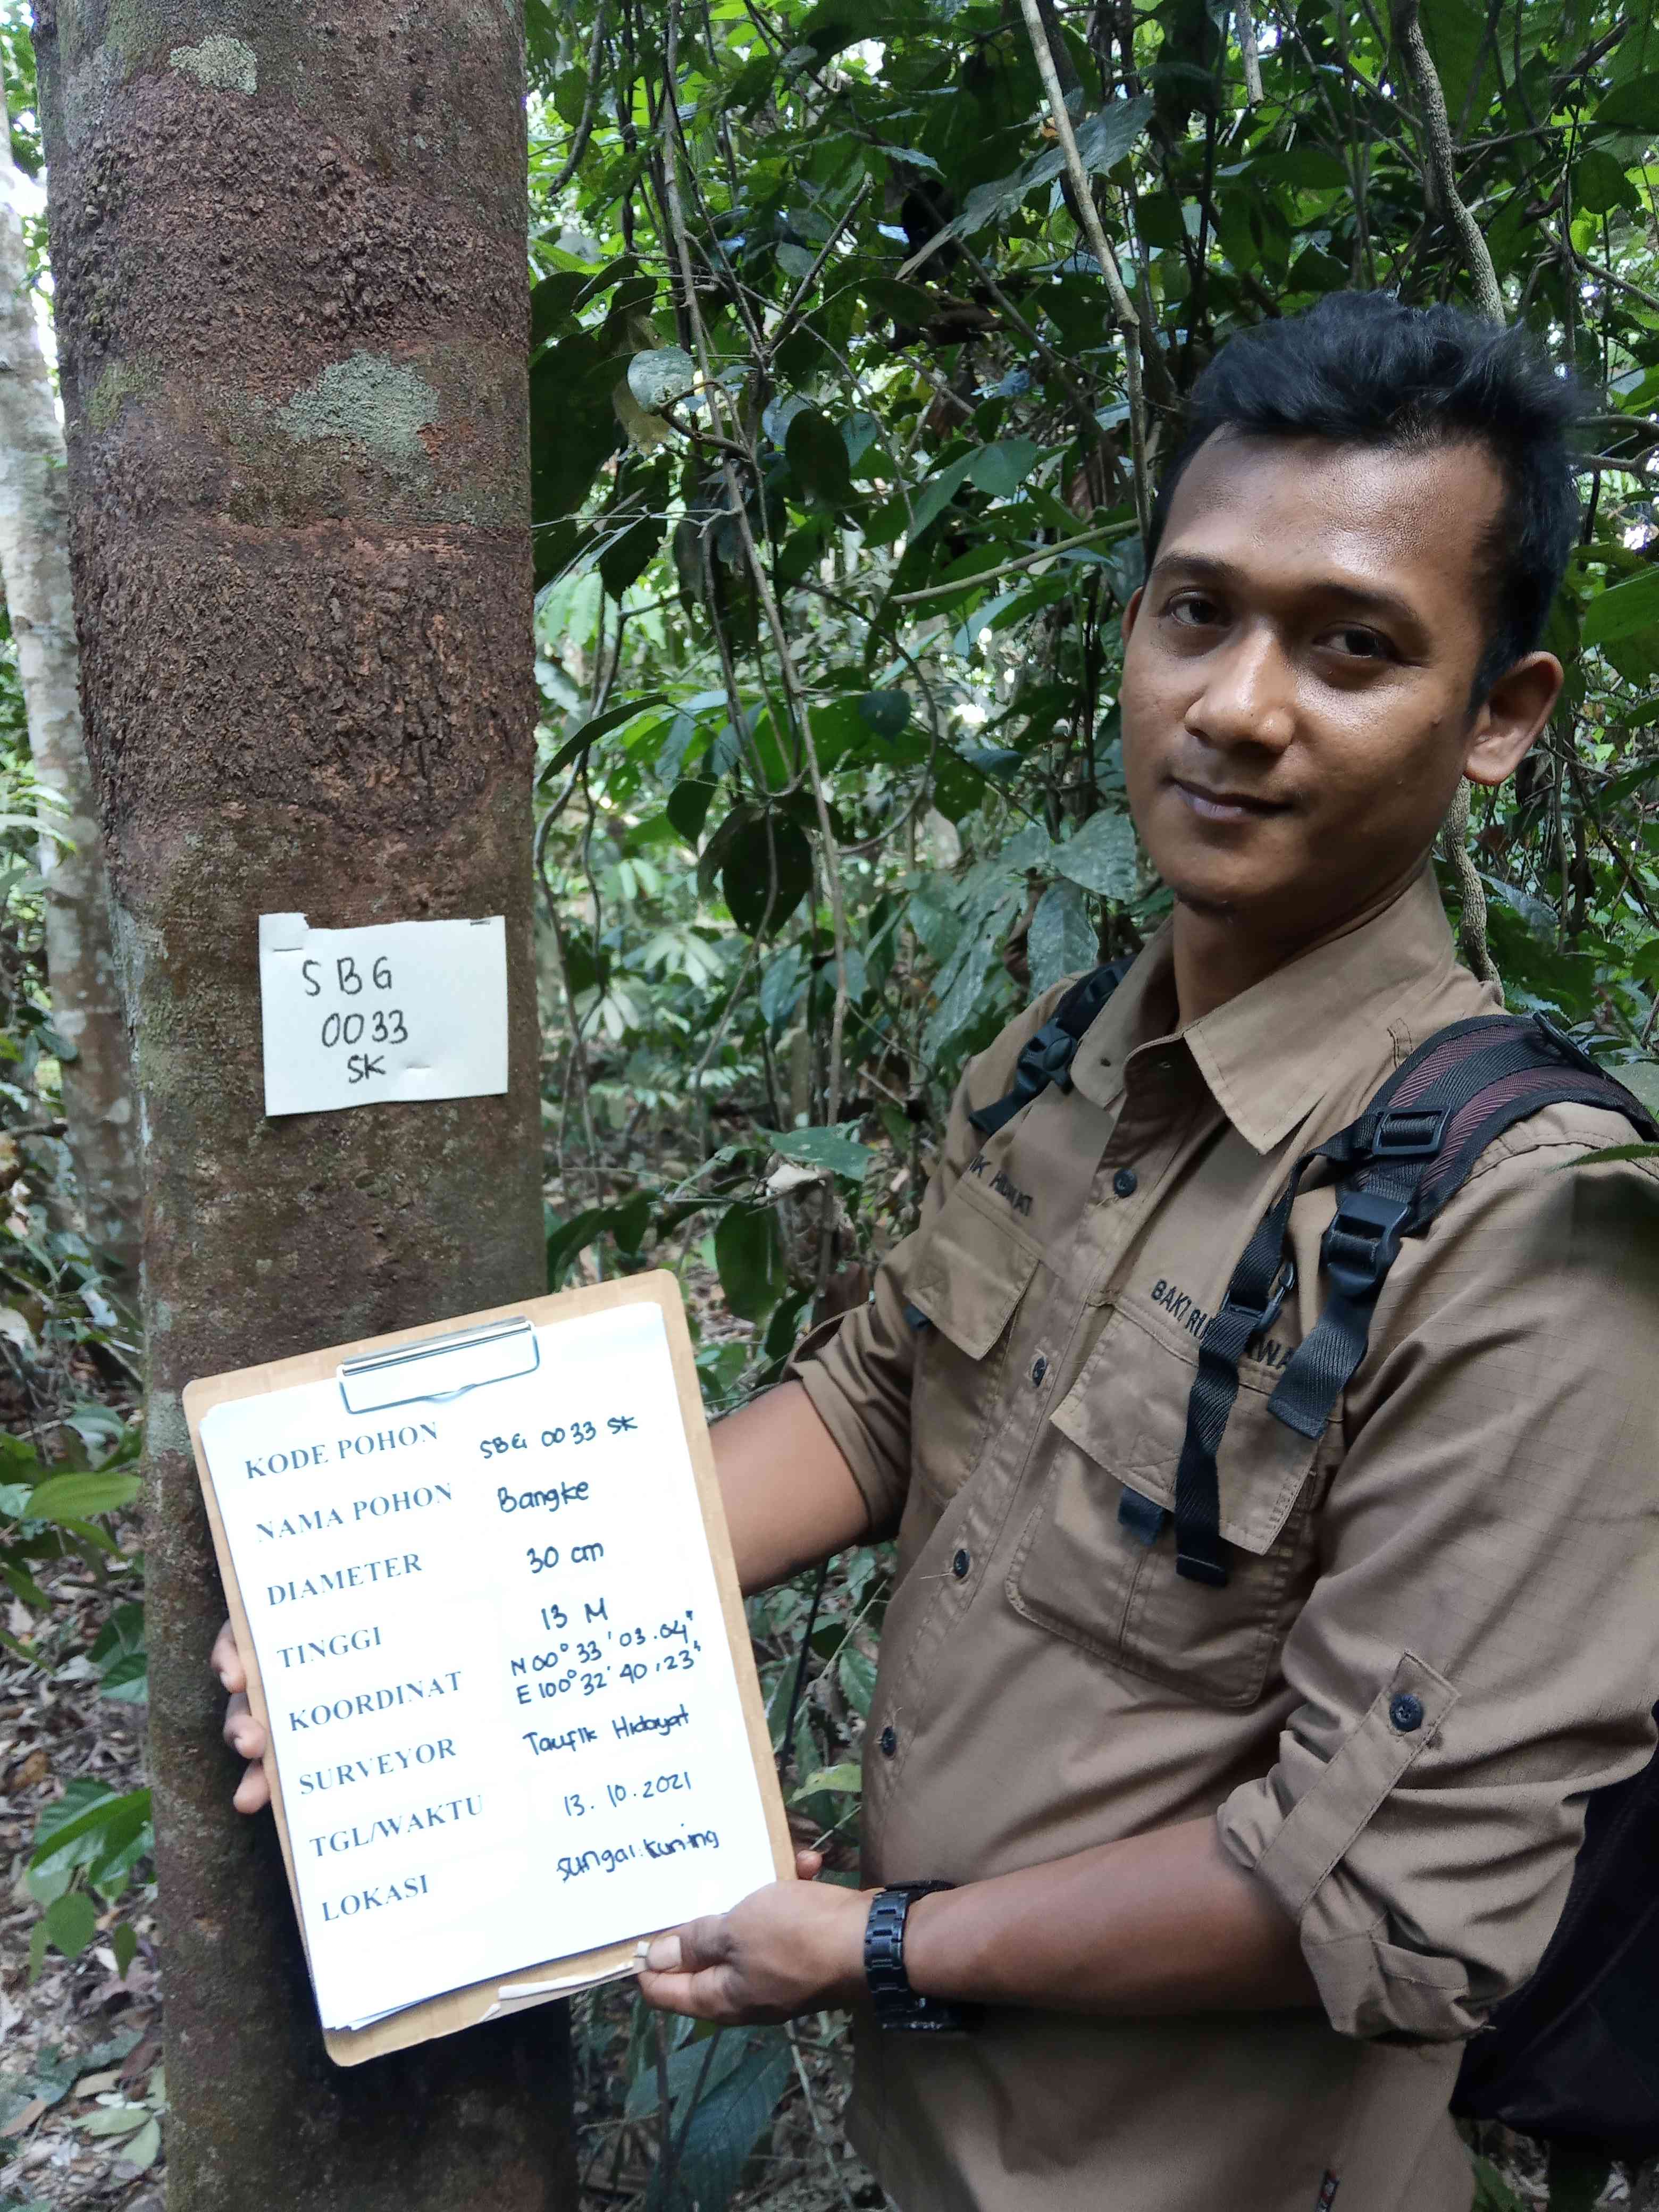 SBG
0033
SK
HIDAYAT
KODE POHON SBG 0033 SK
NAMA POHON Bangke
DIAMETER 30 cm
TINGGI 13 M
KOORDINAT N 00° 33' 03.04"
E 100° 32' 40,23"
SURVEYOR Taufik Hidayat
TGL/WAKTU 13.10.2021
LOKASI Sungai Kuning